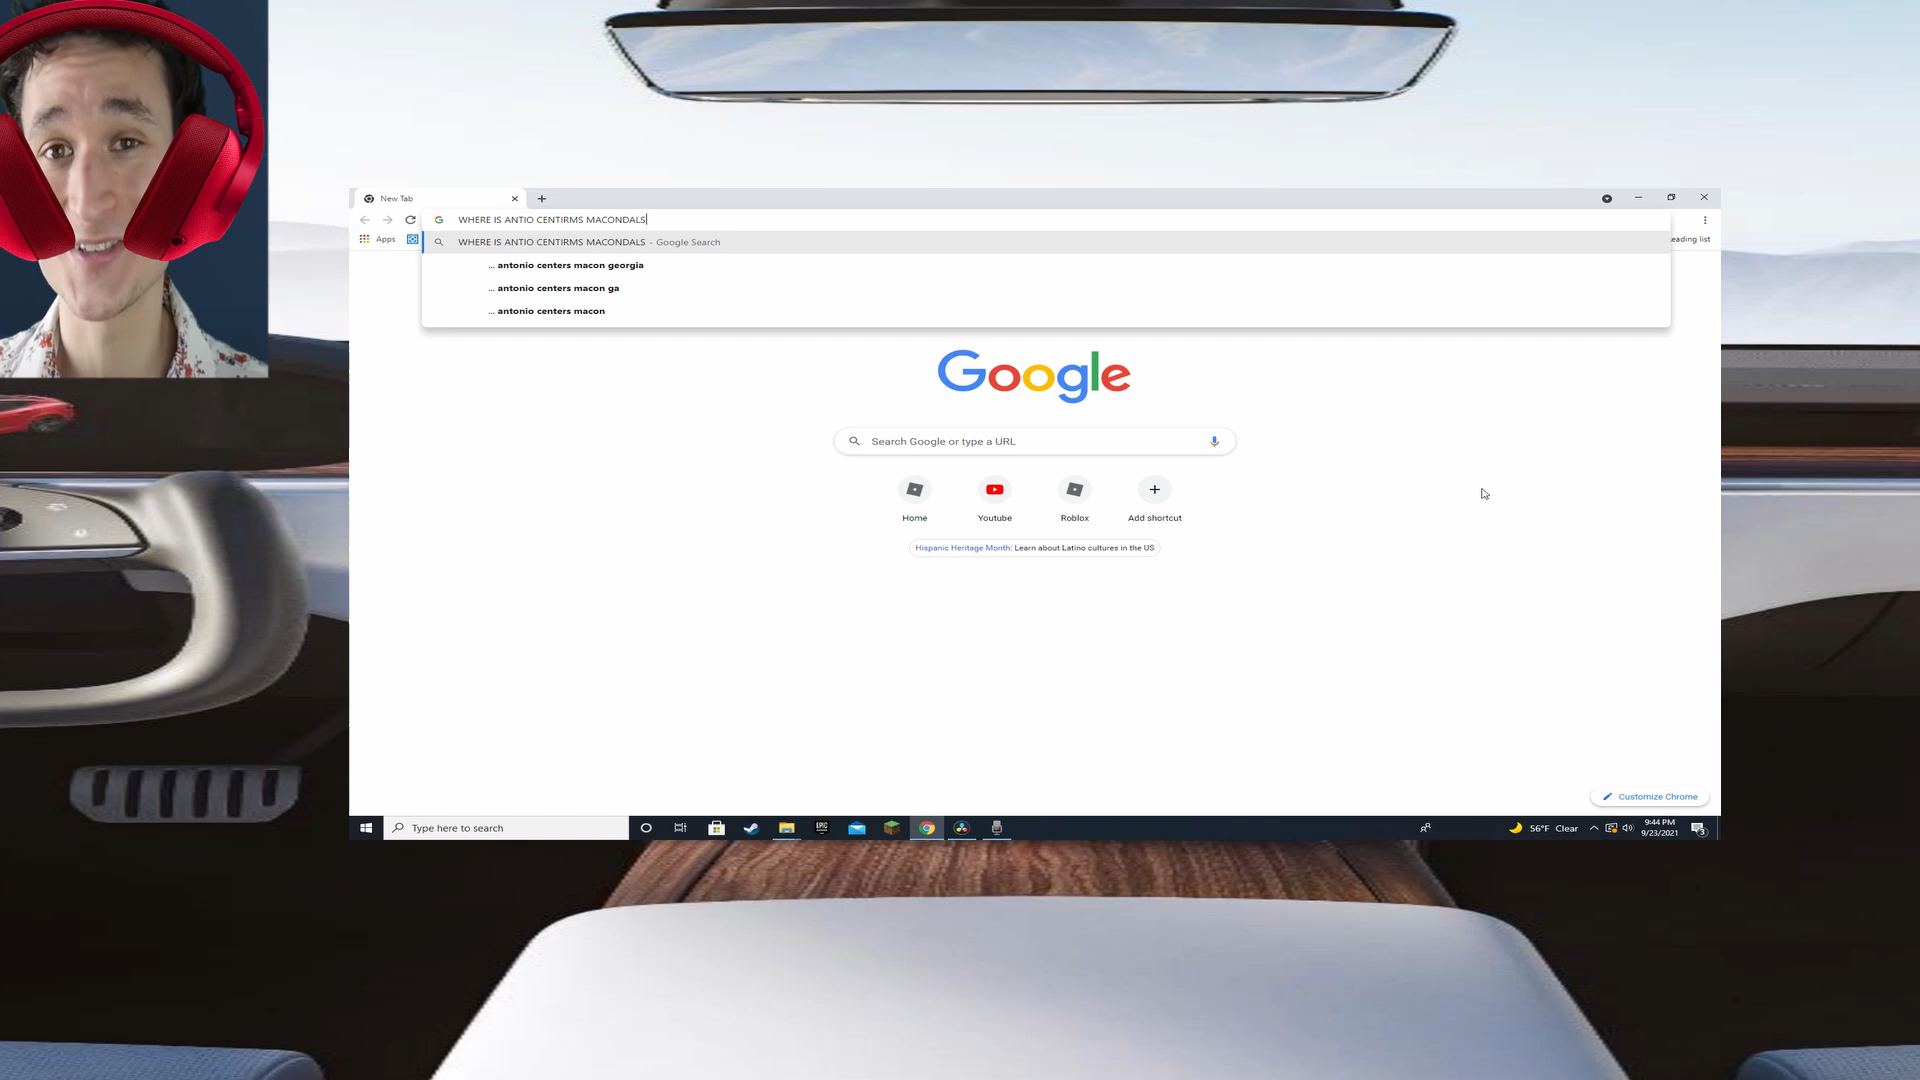 New Tab
WHERE IS ANTIO CENTIRMS MACONDALS
Apps
WHERE IS ANTIO CENTIRMS MACONDALS - Google Search
eading list
... antonio centers macon georgia
... antonio centers macon ga
... antonio centers macon
Google
Search Google or type a URL
Home Youtube Roblox Add shortcut
Hispanic Heritage Month: Learn about Latino cultures in the US
Customize Chrome
Type here to search
EPIC
56°F Clear
9:44 PM
9/23/2021
3